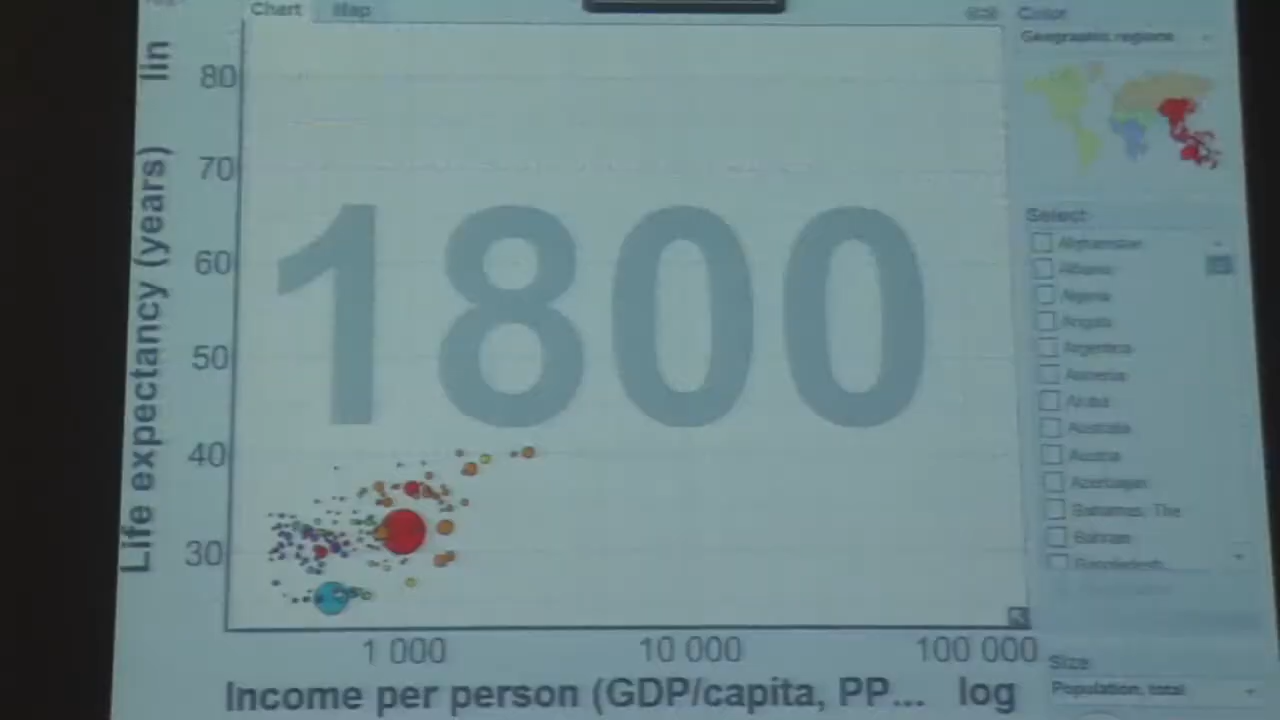 Chart Map
Color
Geographic regions
lin
Life expectancy (years)
80
70
60
50
40
30
1800
Select
Afghanistan
Albania
Algeria
Angola
Argentina
Armenia
Aruba
Australia
Austria
Azerbaijan
Bahamas, The
Bahrain
Bangladesh
1 000 10 000 100 000
Income per person (GDP/capita, PP... log
Size
Population, total